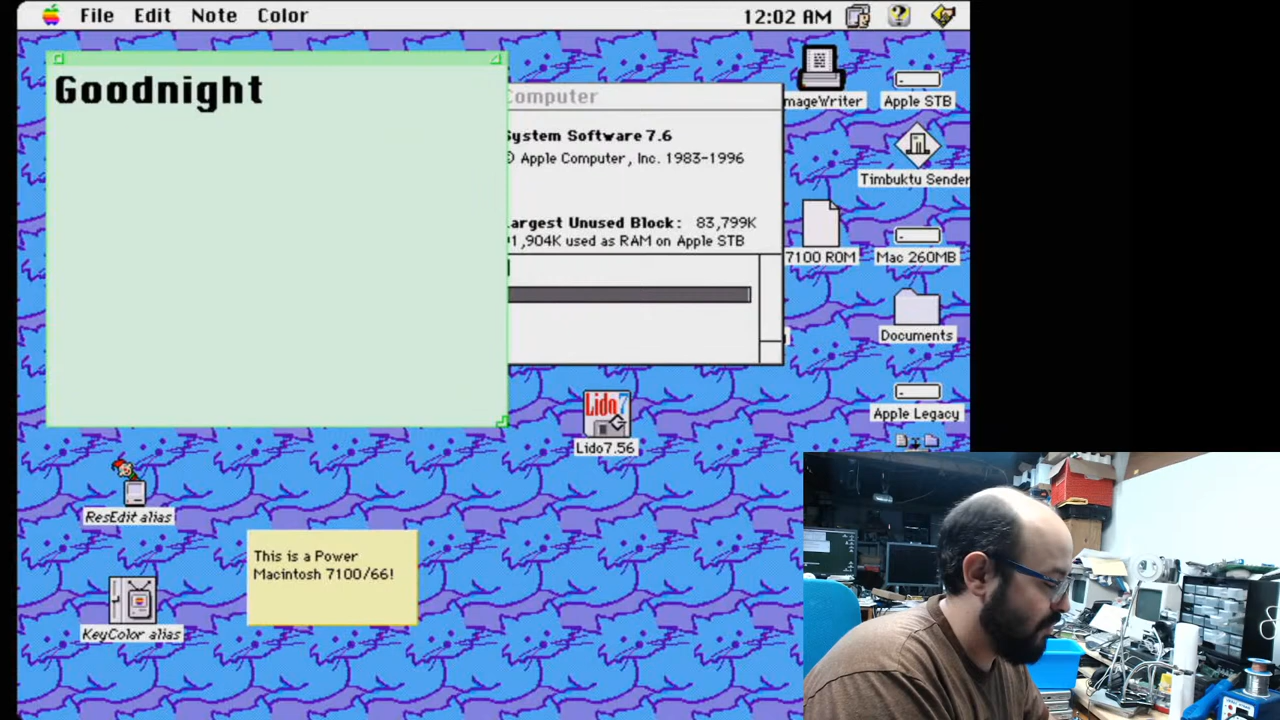 File Edit Note Color 12:02 AM
Goodnight
Computer
System Software 7.6
© Apple Computer, Inc. 1983-1996
Largest Unused Block: 83,799K
91,904K used as RAM on Apple STB
ImageWriter
Apple STB
Timbuktu Sender
7100 ROM
Mac 260MB
Documents
Apple Legacy
Lido7
Lido7.56
ResEdit alias
This is a Power
Macintosh 7100/66!
KeyColor alias